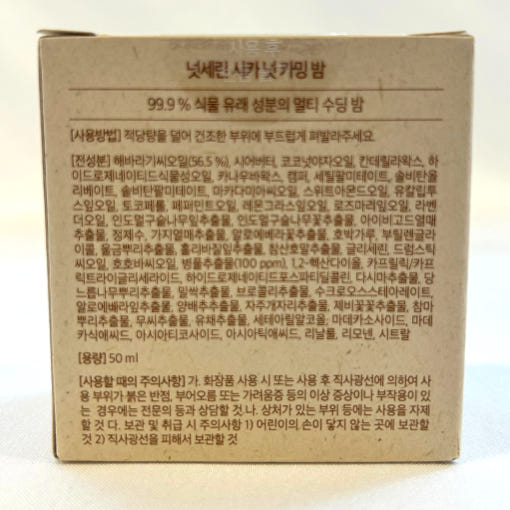 사용 후
넛세린 시카 넛 카밍 밤
99.9 % 식물 유래 성분의 멀티 수딩 밤
[사용방법] 적당량을 덜어 건조한 부위에 부드럽게 펴발라주세요.
[전성분] 해바라기씨오일(36.5 %), 시어버터, 코코넛야자오일, 칸데릴라왁스, 하
이드로제네이티드식물성오일, 카나우바왁스, 캠퍼, 세틸팔미테이트, 솔비탄올
리베이트, 솔비탄팔미테이트, 마카다미아씨오일, 스위트아몬드오일, 유칼립투
스잎오일, 토코페롤, 페퍼민트오일, 레몬그라스잎오일, 로즈마리잎오일, 라벤
더오일, 인도멀구슬나무잎추출물, 인도멀구슬나무꽃추출물, 아이비고드열매
추출물, 정제수, 가지열매추출물, 알로에베라꽃추출물, 호박가루, 부틸렌글라
이콜, 울금뿌리추출물, 홀리바질잎추출물, 참산호말추출물, 글리세린, 드럼스틱
씨오일, 호호바씨오일, 병풀추출물(100 ppm), 1,2-헥산다이올, 카프릴릭/카프
릭트라이글리세라이드, 하이드로제네이티드포스파티딜콜린, 다시마추출물, 당
느릅나무뿌리추출물, 밀싹추출물, 브로콜리추출물, 수크로오스스테아레이트,
알로에베라잎추출물, 양배추추출물, 자주개자리추출물, 제비꽃꽃추출물, 참마
뿌리추출물, 무씨추출물, 유채추출물, 세테아릴알코올, 마데카소사이드, 마데
카식애씨드, 아시아티코사이드, 아시아틱애씨드, 리날룰, 리모넨, 시트랄
[용량] 50 ml
[사용할 때의 주의사항] 가. 화장품 사용 시 또는 사용 후 직사광선에 의하여 사
용 부위가 붉은 반점, 부어오름 또는 가려움증 등의 이상 증상이나 부작용이 있
는 경우에는 전문의 등과 상담할 것. 나. 상처가 있는 부위 등에는 사용을 자제
할 것 다. 보관 및 취급 시 주의사항 1) 어린이의 손이 닿지 않는 곳에 보관할
것 2) 직사광선을 피해서 보관할 것